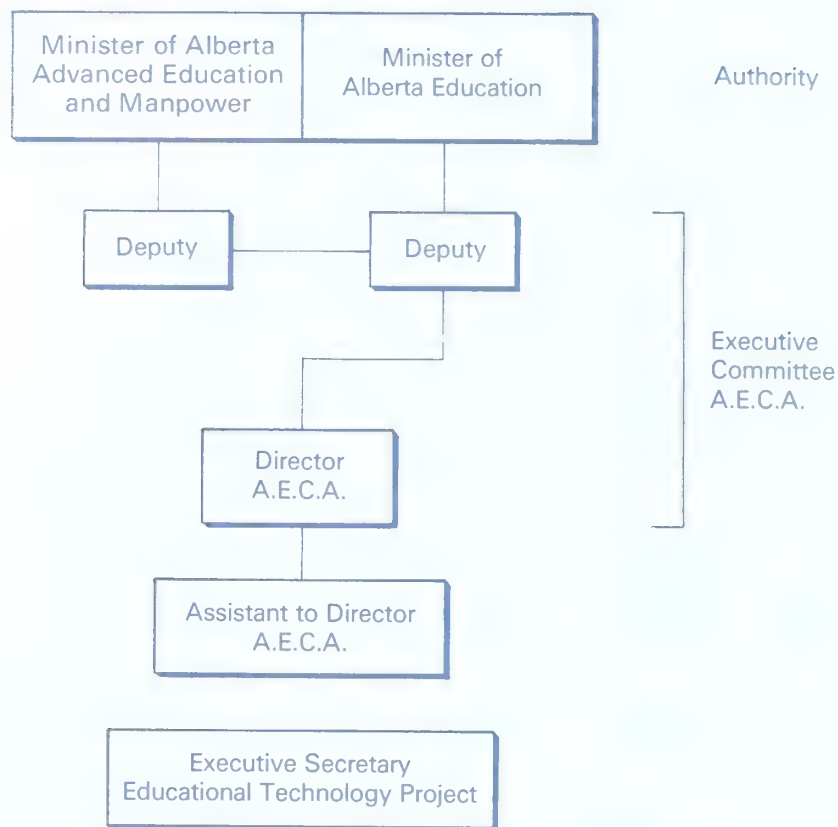 Minister of Alberta
Advanced Education
and Manpower
Minister of
Alberta Education
Authority
Deputy
Deputy
Executive
Committee
A.E.C.A.
Director
A.E.C.A.
Assistant to Director
A.E.C.A.
Executive Secretary
Educational Technology Project